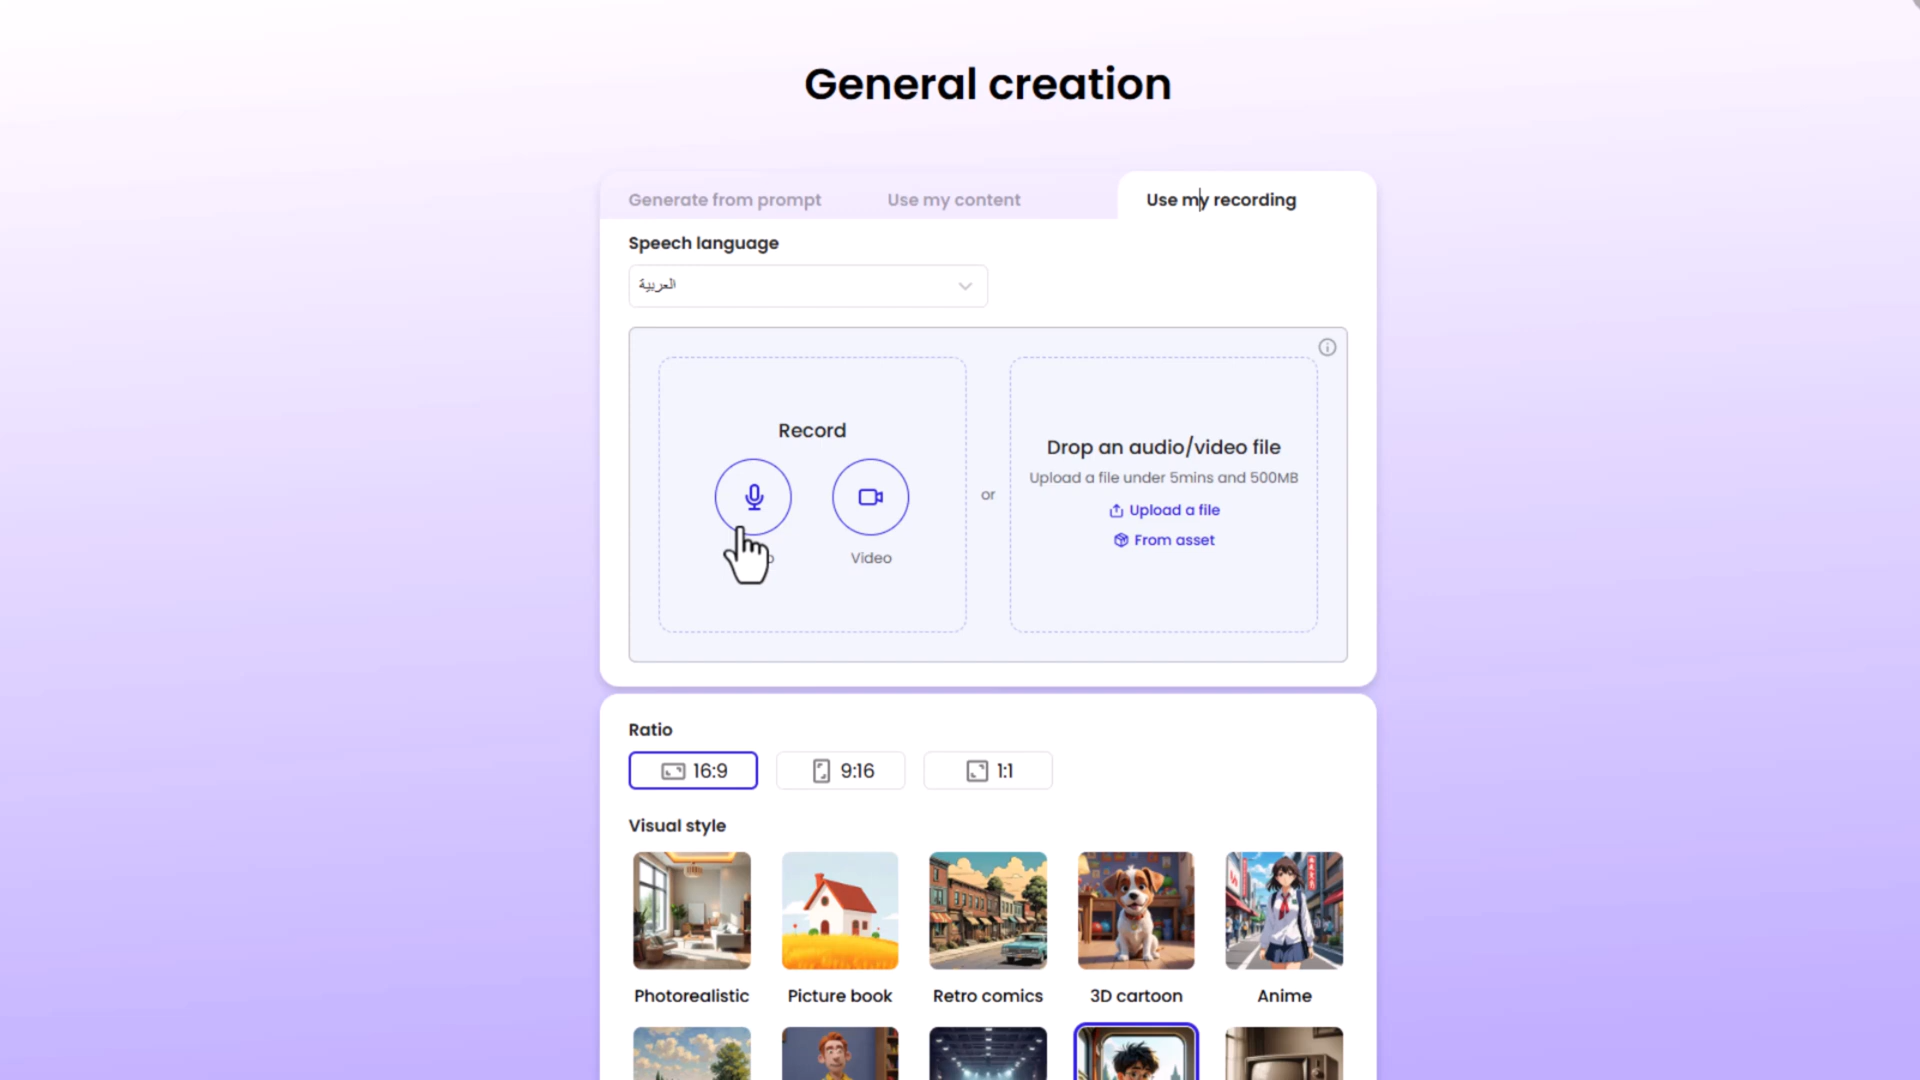 General creation
Generate from prompt
Use my content
Use my recording
Speech language
العربية
Record
Video
or
Drop an audio/video file
Upload a file under 5mins and 500MB
Upload a file
From asset
Ratio
16:9
9:16
1:1
Visual style
Photorealistic
Picture book
Retro comics
3D cartoon
Anime